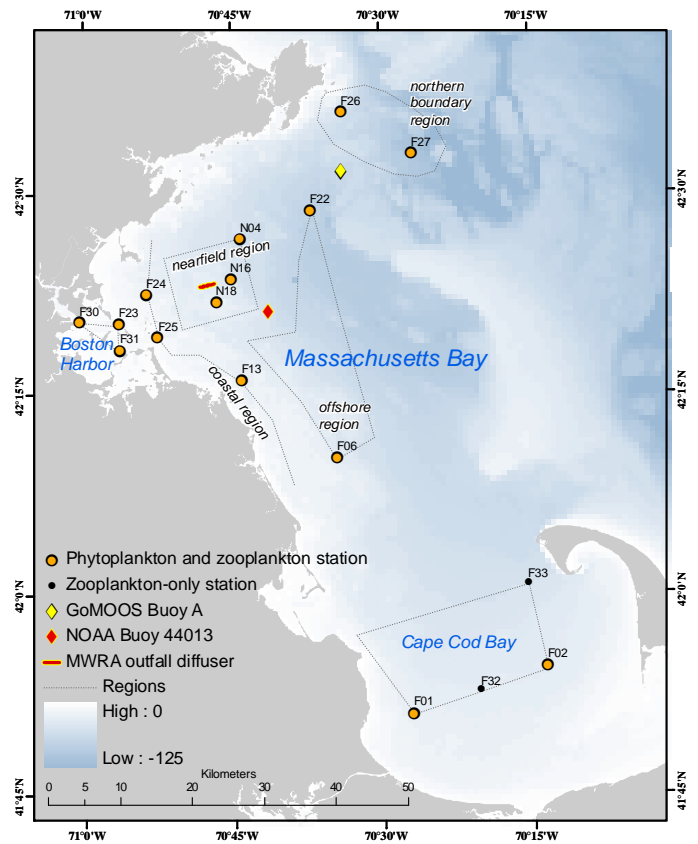 71°0'W 70°45'W 70°30'W 70°15'W
northern
boundary
region
F26
F27
42°30'N 42°30'N
F22
N04
nearfield region
N16
N18
F24
F30 F23
F25
F31
Boston
Harbor
Massachusetts Bay
F13
coastal region
42°15'N 42°15'N
offshore
region
F06
Phytoplankton and zooplankton station
Zooplankton-only station
GoMOOS Buoy A
NOAA Buoy 44013
MWRA outfall diffuser
Regions
High : 0
Low : -125
F33
42°0'N 42°0'N
Cape Cod Bay
F02
F32
F01
Kilometers
0 5 10 20 30 40 50
41°45'N 41°45'N
71°0'W 70°45'W 70°30'W 70°15'W